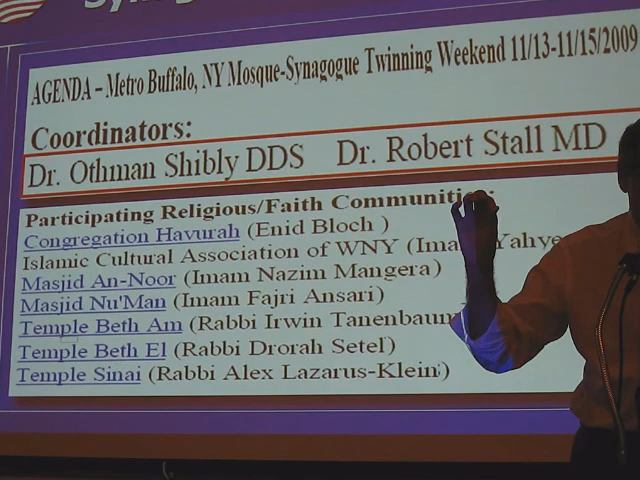 AGENDA – Metro Buffalo, NY Mosque-Synagogue Twinning Weekend 11/13-11/15/2009
Coordinators:
Dr. Othman Shibly DDS Dr. Robert Stall MD
Participating Religious/Faith Communities:
Congregation Havurah (Enid Bloch )
Islamic Cultural Association of WNY
Masjid An-Noor (Imam Nazim Mangera)
Masjid Nu'Man (Imam Fajri Ansari)
Temple Beth Am (Rabbi Irwin Tanenbaum
Temple Beth El (Rabbi Drorah Setel)
Temple Sinai (Rabbi Alex Lazarus-Klein)